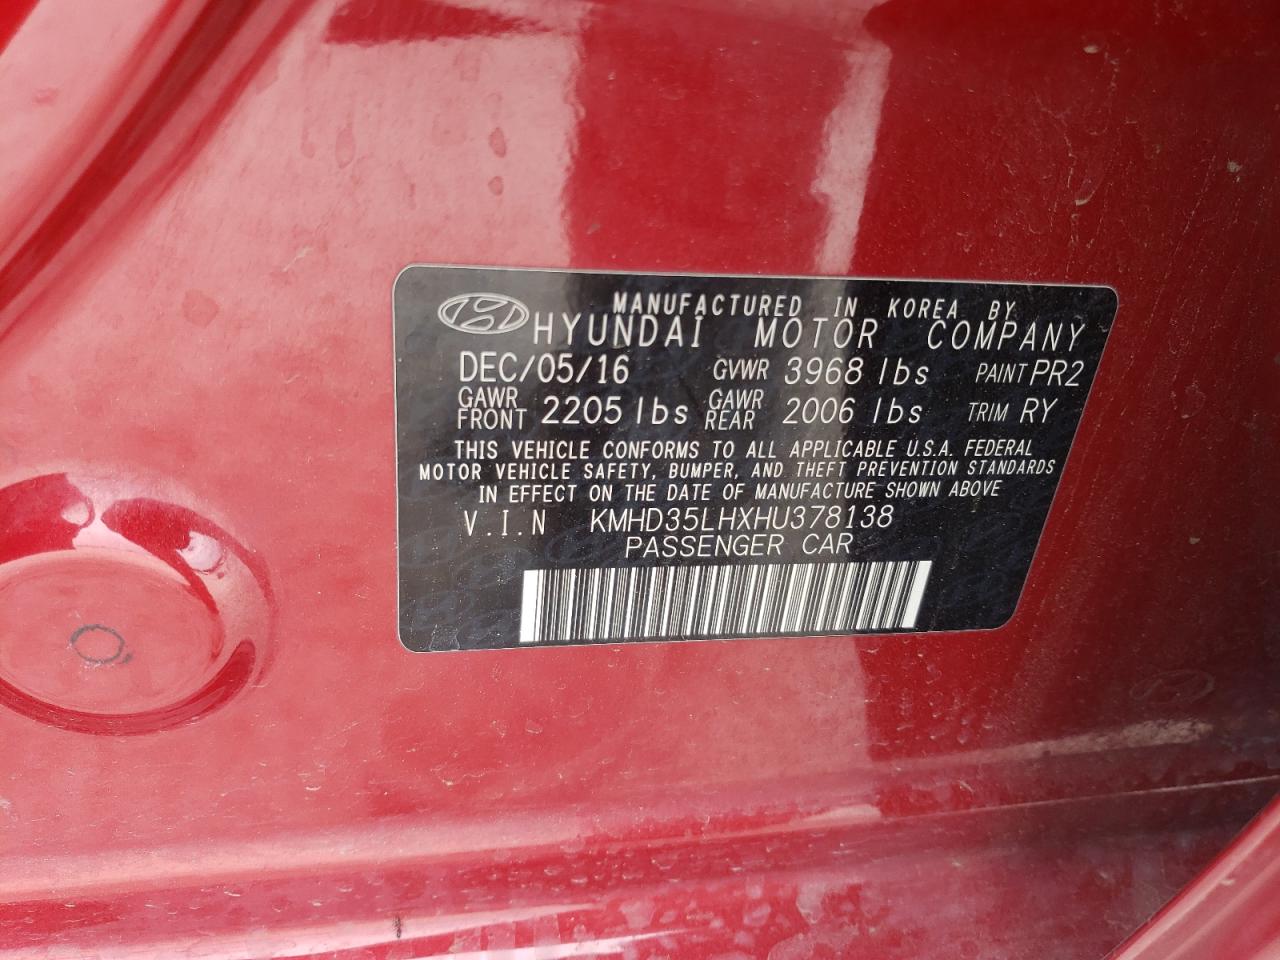 MANUFACTURED IN KOREA BY
HYUNDAI MOTOR COMPANY
DEC/05/16 GVWR 3968 lbs PAINT PR2
GAWR FRONT 2205 lbs GAWR REAR 2006 lbs TRIM RY
THIS VEHICLE CONFORMS TO ALL APPLICABLE U.S.A. FEDERAL
MOTOR VEHICLE SAFETY, BUMPER, AND THEFT PREVENTION STANDARDS
IN EFFECT ON THE DATE OF MANUFACTURE SHOWN ABOVE
V.I.N KMHD35LHXHU378138
PASSENGER CAR